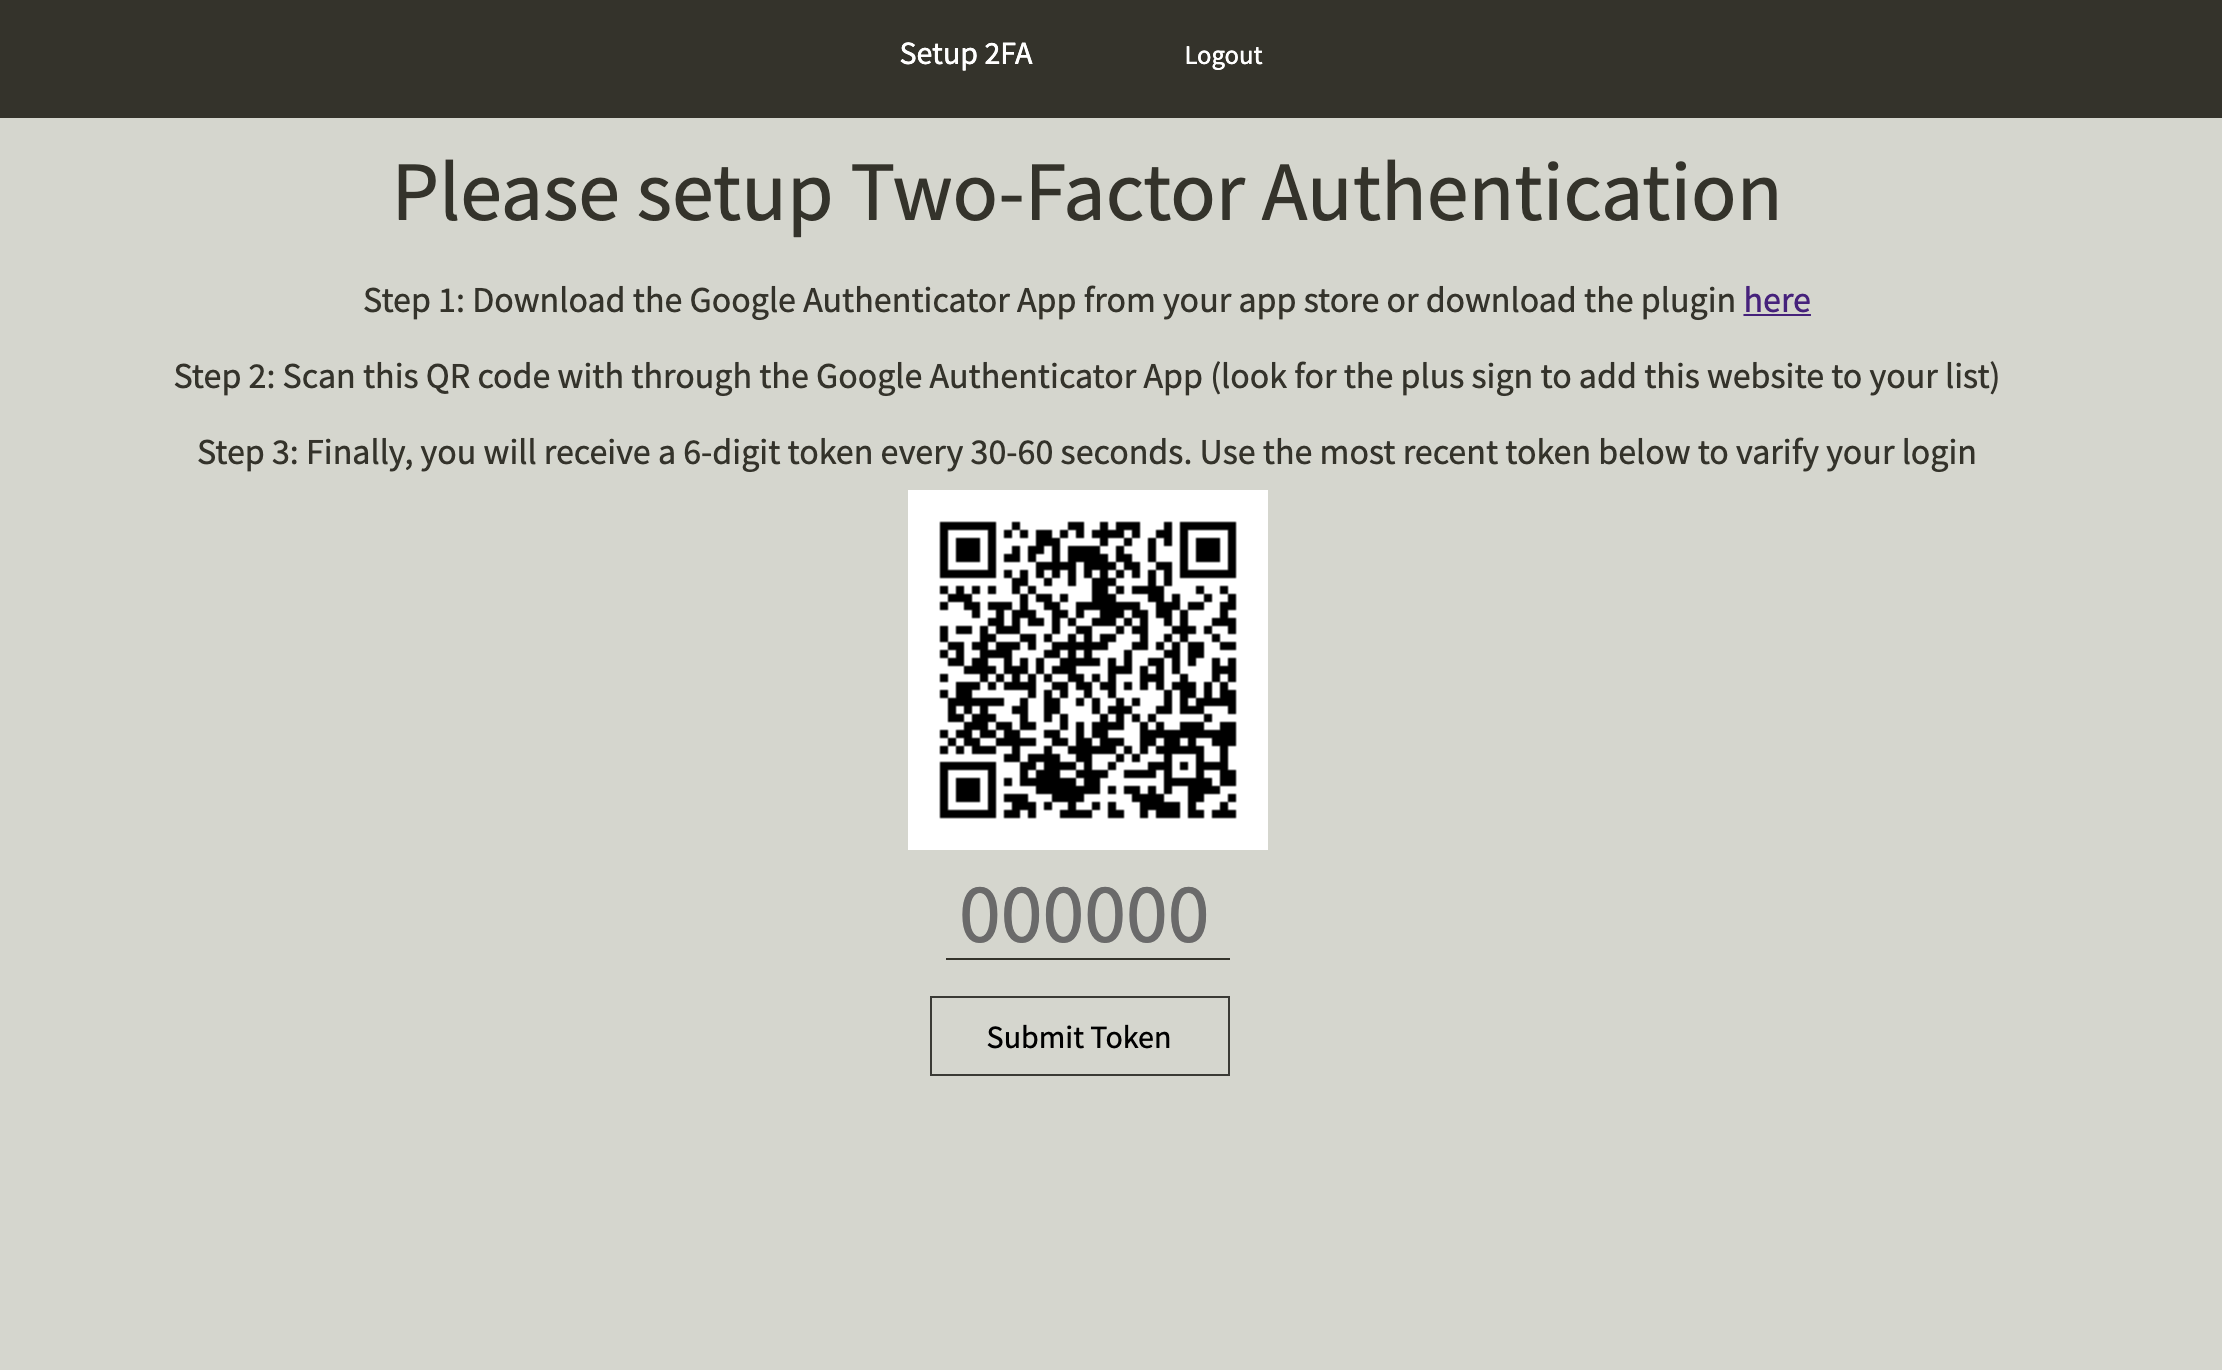 Setup 2FA Logout
Please setup Two-Factor Authentication
Step 1: Download the Google Authenticator App from your app store or download the plugin here
Step 2: Scan this QR code with through the Google Authenticator App (look for the plus sign to add this website to your list)
Step 3: Finally, you will receive a 6-digit token every 30-60 seconds. Use the most recent token below to varify your login
000000
Submit Token